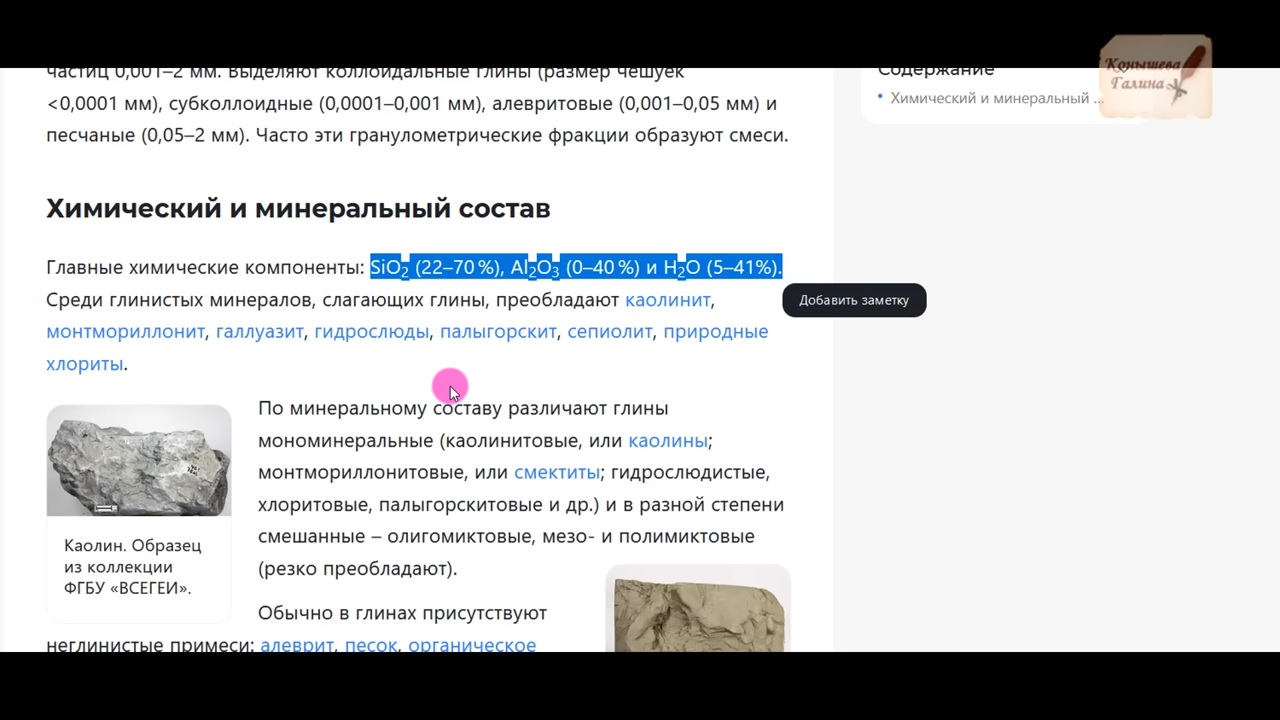 частиц 0,001–2 мм. Выделяют коллоидальные глины (размер чешуек
<0,0001 мм), субколлоидные (0,0001–0,001 мм), алевритовые (0,001–0,05 мм) и
песчаные (0,05–2 мм). Часто эти гранулометрические фракции образуют смеси.
Химический и минеральный состав
Главные химические компоненты: SiO₂ (22–70 %), Al₂O₃ (0–40 %) и H₂O (5–41%).
Среди глинистых минералов, слагающих глины, преобладают каолинит,
монтмориллонит, галлуазит, гидрослюды, палыгорскит, сепиолит, природные
хлориты.
По минеральному составу различают глины
мономинеральные (каолинитовые, или каолины;
монтмориллонитовые, или смектиты; гидрослюдистые,
хлоритовые, палыгорскитовые и др.) и в разной степени
смешанные – олигомиктовые, мезо- и полимиктовые
(резко преобладают).
Каолин. Образец
из коллекции
ФГБУ «ВСЕГЕИ».
Обычно в глинах присутствуют
неглинистые примеси: алеврит, песок, органическое
Добавить заметку
Содержание
• Химический и минеральный ...
Конышева
Галина